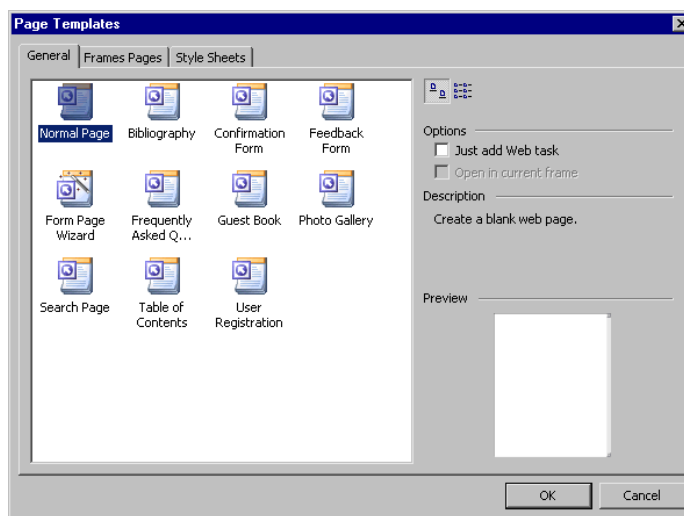 Page Templates
General
Frames Pages
Style Sheets
Normal Page
Bibliography
Confirmation
Form
Feedback
Form
Form Page
Wizard
Frequently
Asked Q...
Guest Book
Photo Gallery
Search Page
Table of
Contents
User
Registration
Options
Just add Web task
Open in current frame
Description
Create a blank web page.
Preview
OK
Cancel